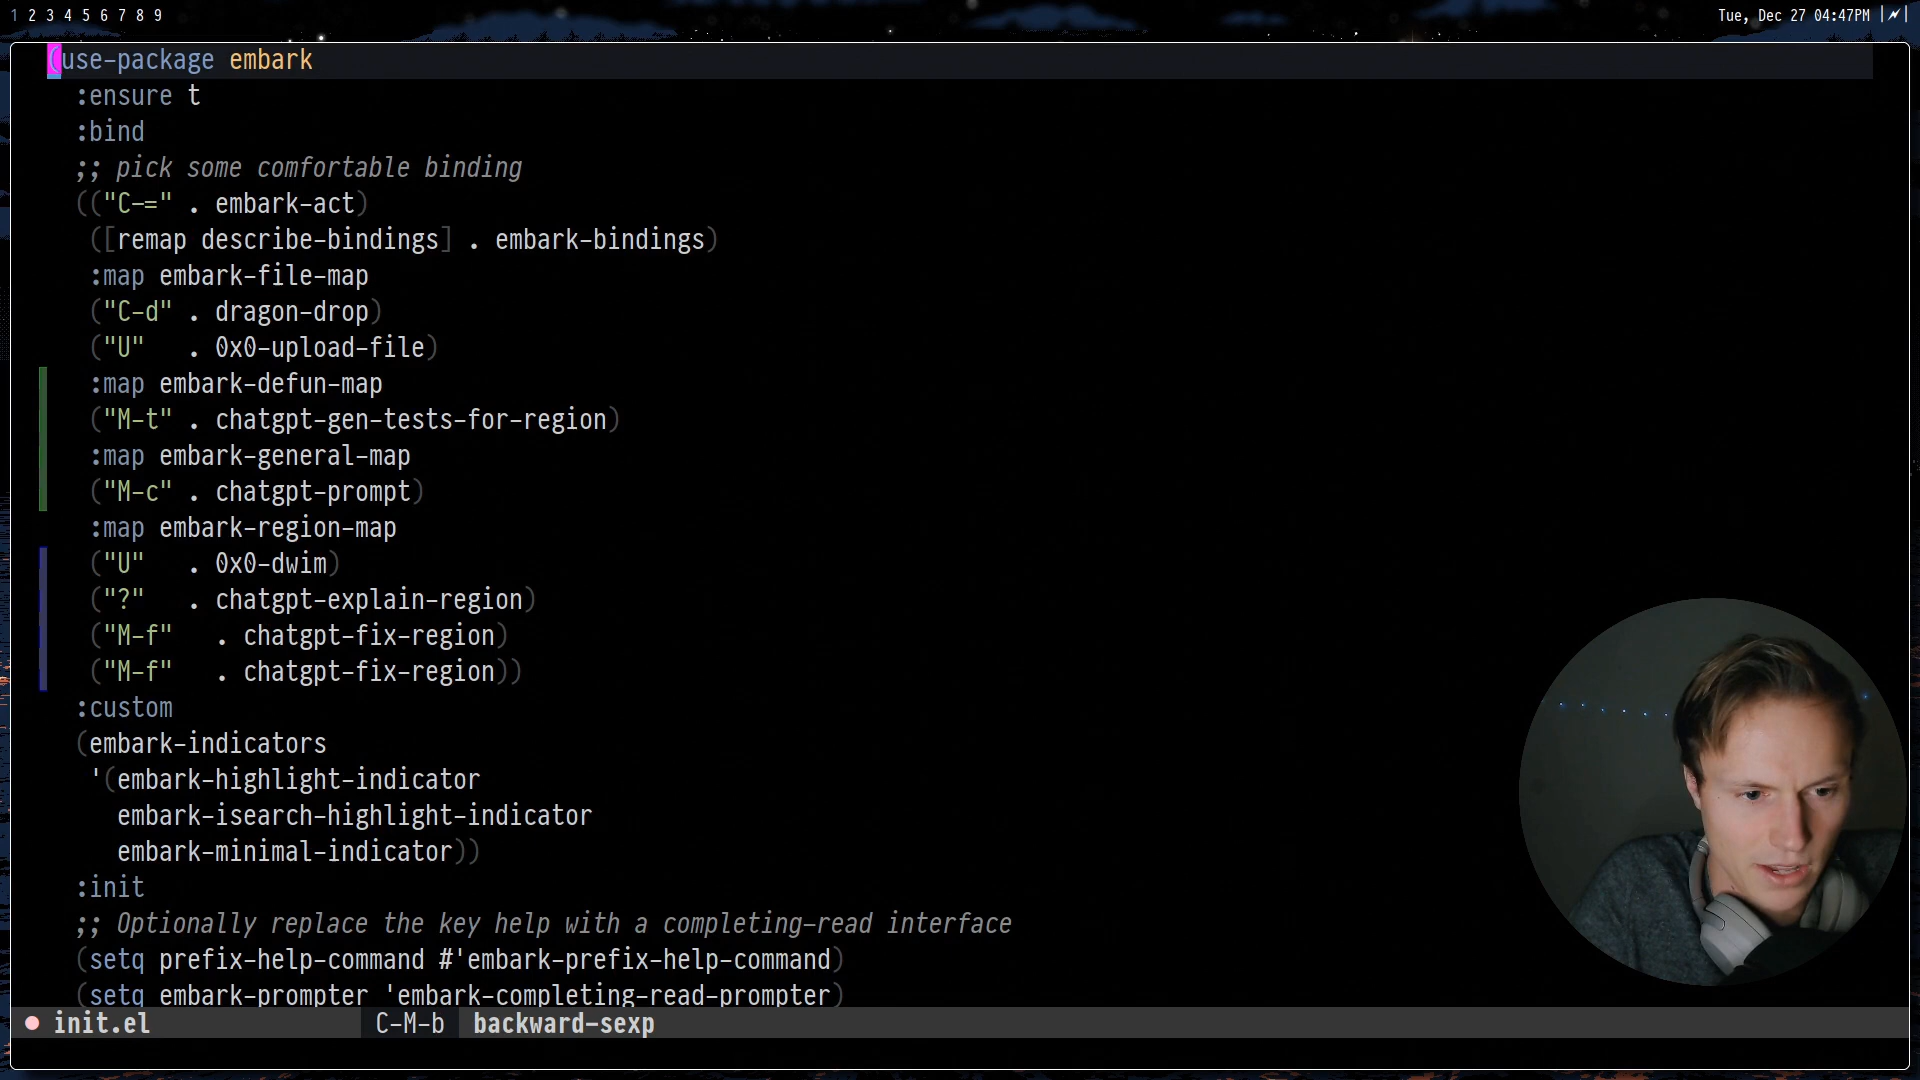 1 2 3 4 5 6 7 8 9
Tue, Dec 27 04:47PM
(use-package embark
:ensure t
:bind
;; pick some comfortable binding
(("C-=" . embark-act)
([remap describe-bindings] . embark-bindings)
:map embark-file-map
("C-d" . dragon-drop)
("U" . 0x0-upload-file)
:map embark-defun-map
("M-t" . chatgpt-gen-tests-for-region)
:map embark-general-map
("M-c" . chatgpt-prompt)
:map embark-region-map
("U" . 0x0-dwim)
("?" . chatgpt-explain-region)
("M-f" . chatgpt-fix-region)
("M-f" . chatgpt-fix-region))
:custom
(embark-indicators
'(embark-highlight-indicator
embark-isearch-highlight-indicator
embark-minimal-indicator))
:init
;; Optionally replace the key help with a completing-read interface
(setq prefix-help-command #'embark-prefix-help-command)
(setq embark-prompter 'embark-completing-read-prompter)
init.el C-M-b backward-sexp